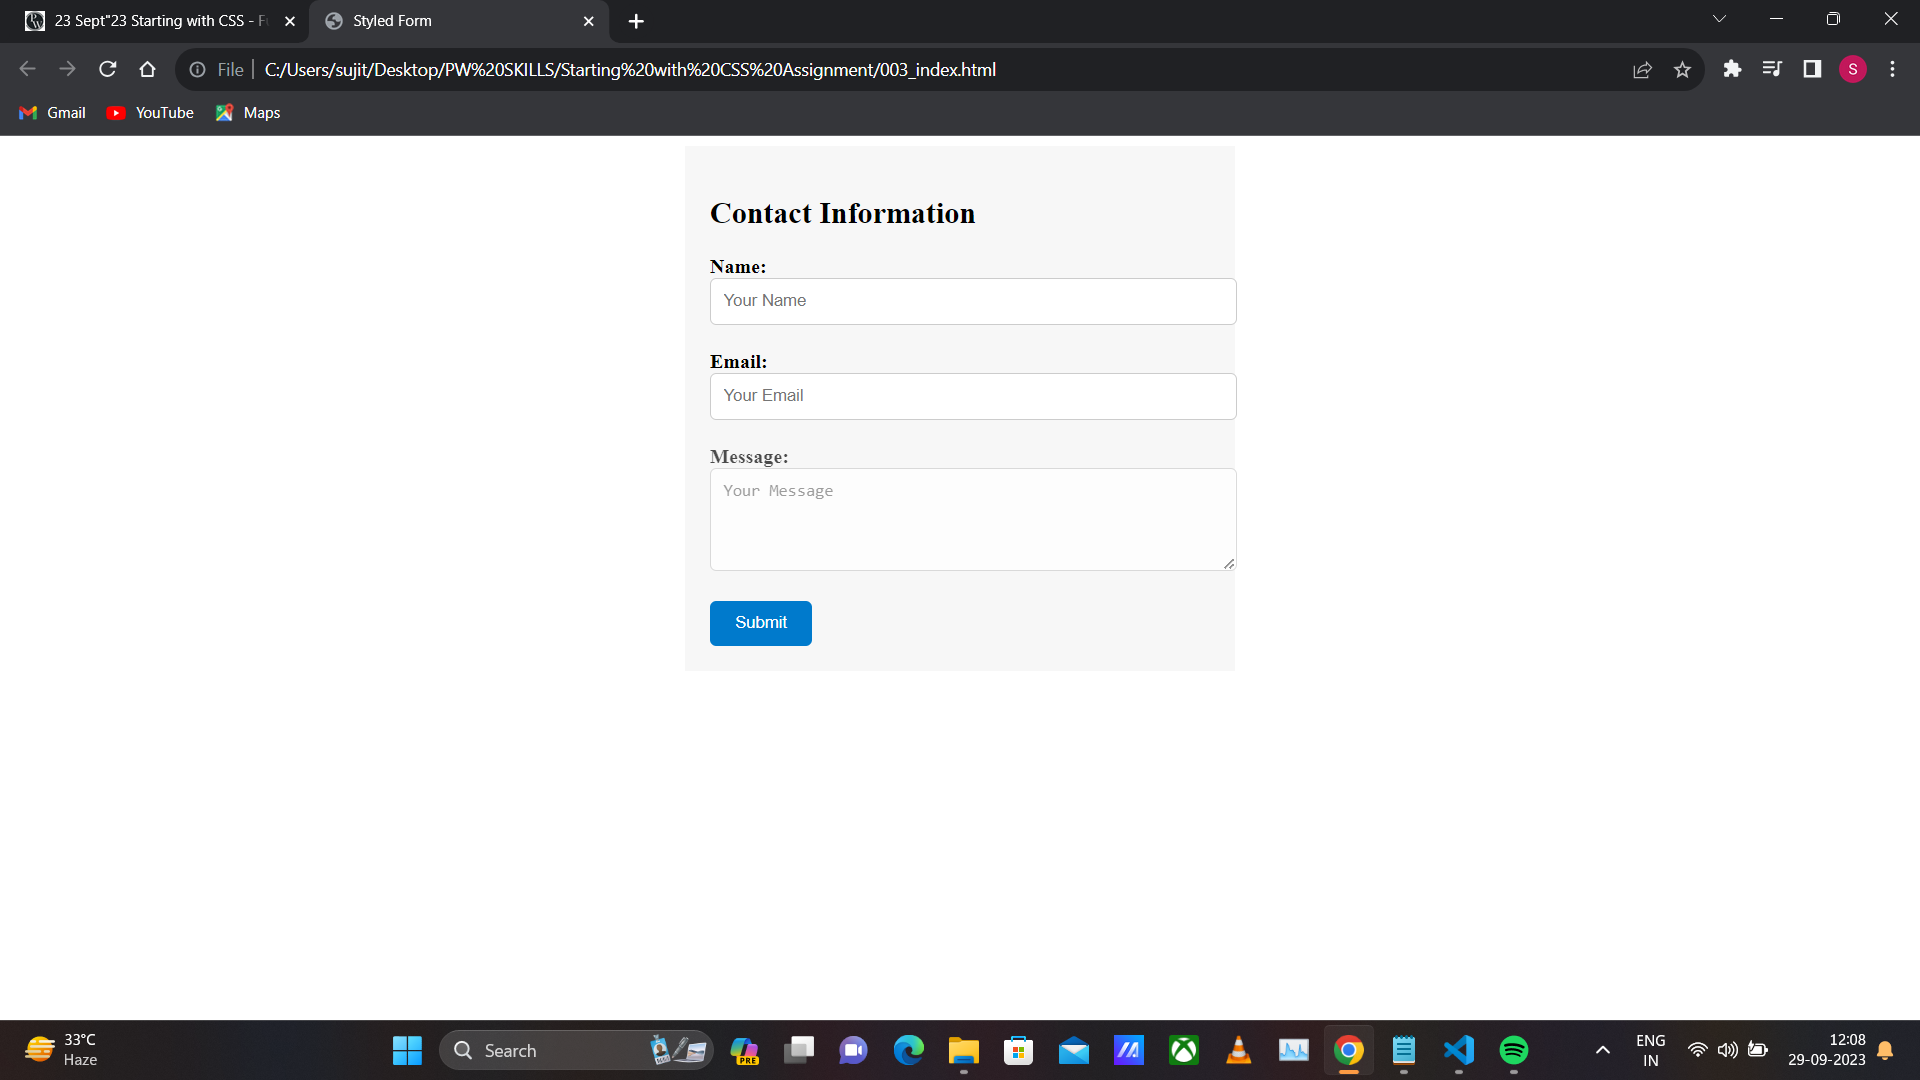 23 Sept"23 Starting with CSS - Fu
Styled Form
File
C:/Users/sujit/Desktop/PW%20SKILLS/Starting%20with%20CSS%20Assignment/003_index.html
S
Gmail
YouTube
Maps
Contact Information
Name:
Your Name
Email:
Your Email
Message:
Your Message
Submit
33°C
Haze
Search
PRE
ENG
IN
12:08
29-09-2023